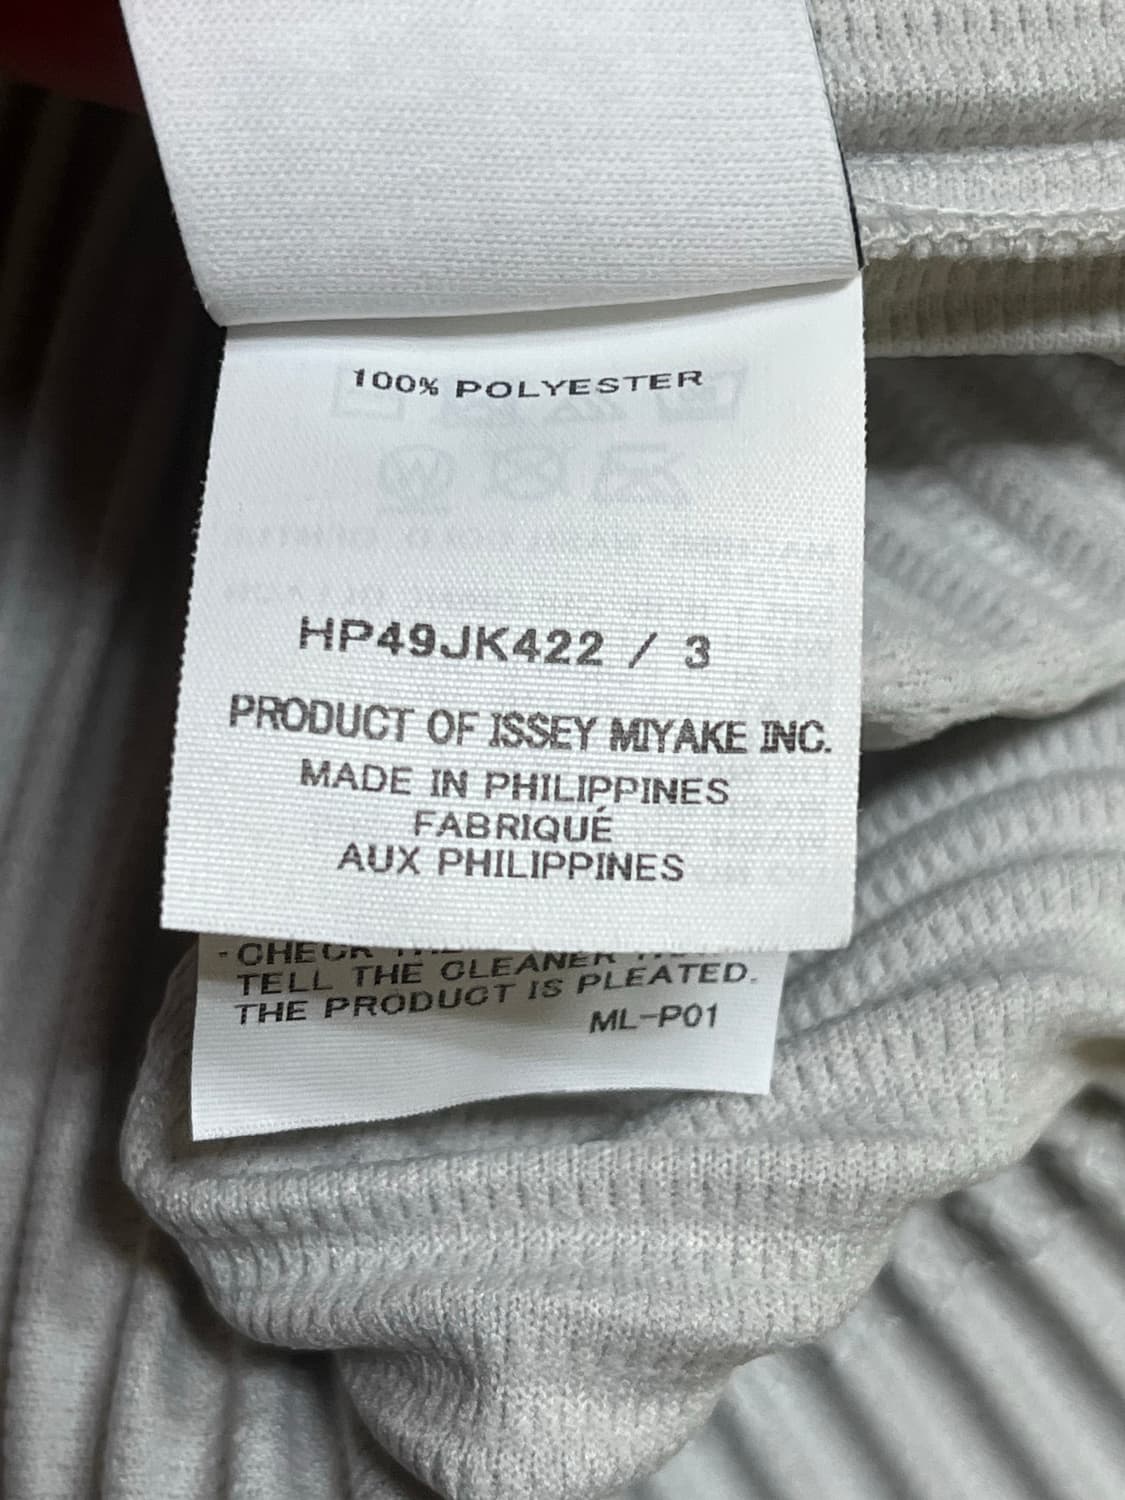 100% POLYESTER
HP49JK422 / 3
PRODUCT OF ISSEY MIYAKE INC.
MADE IN PHILIPPINES
FABRIQUÉ
AUX PHILIPPINES
- CHECK
TELL THE CLEANER
THE PRODUCT IS PLEATED.
ML-P01